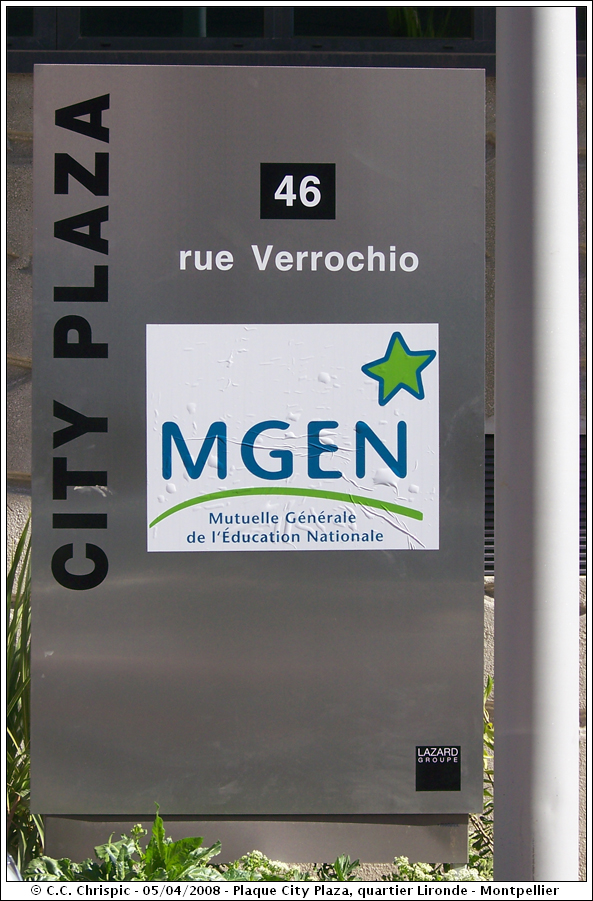 CITY PLAZA
46
rue Verrochio
MGEN
Mutuelle Générale
de l'Éducation Nationale
LAZARD
GROUPE
© C.C. Chrispic - 05/04/2008 - Plaque City Plaza, quartier Lironde - Montpellier